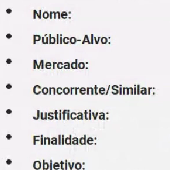 • Nome:
• Público-Alvo:
• Mercado:
• Concorrente/Similar:
• Justificativa:
• Finalidade:
• Objetivo: